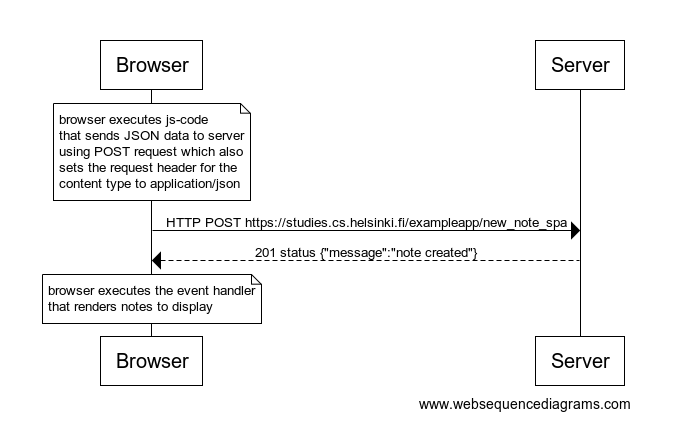 Browser
Server
browser executes js-code
that sends JSON data to server
using POST request which also
sets the request header for the
content type to application/json
HTTP POST https://studies.cs.helsinki.fi/exampleapp/new_note_spa
201 status {"message":"note created"}
browser executes the event handler
that renders notes to display
Browser
Server
www.websequencediagrams.com